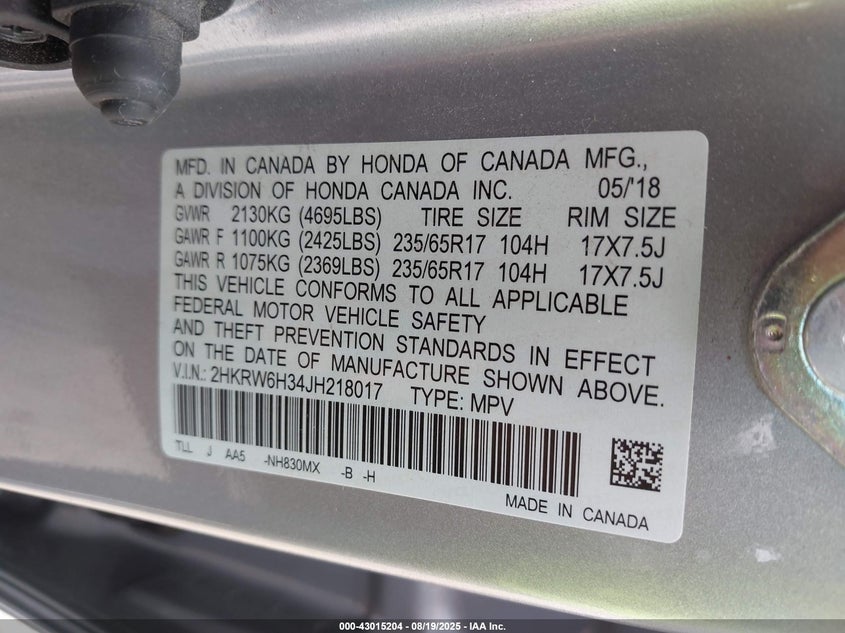 MFD. IN CANADA BY HONDA OF CANADA MFG.,
A DIVISION OF HONDA CANADA INC. 05/'18
GVWR 2130KG (4695LBS) TIRE SIZE RIM SIZE
GAWR F 1100KG (2425LBS) 235/65R17 104H 17X7.5J
GAWR R 1075KG (2369LBS) 235/65R17 104H 17X7.5J
THIS VEHICLE CONFORMS TO ALL APPLICABLE
FEDERAL MOTOR VEHICLE SAFETY
AND THEFT PREVENTION STANDARDS IN EFFECT
ON THE DATE OF MANUFACTURE SHOWN ABOVE.
V.I.N.: 2HKRW6H34JH218017 TYPE: MPV
TLL J AA5 -NH830MX -B -H
MADE IN CANADA
000-43015204 - 08/19/2025 - IAA Inc.